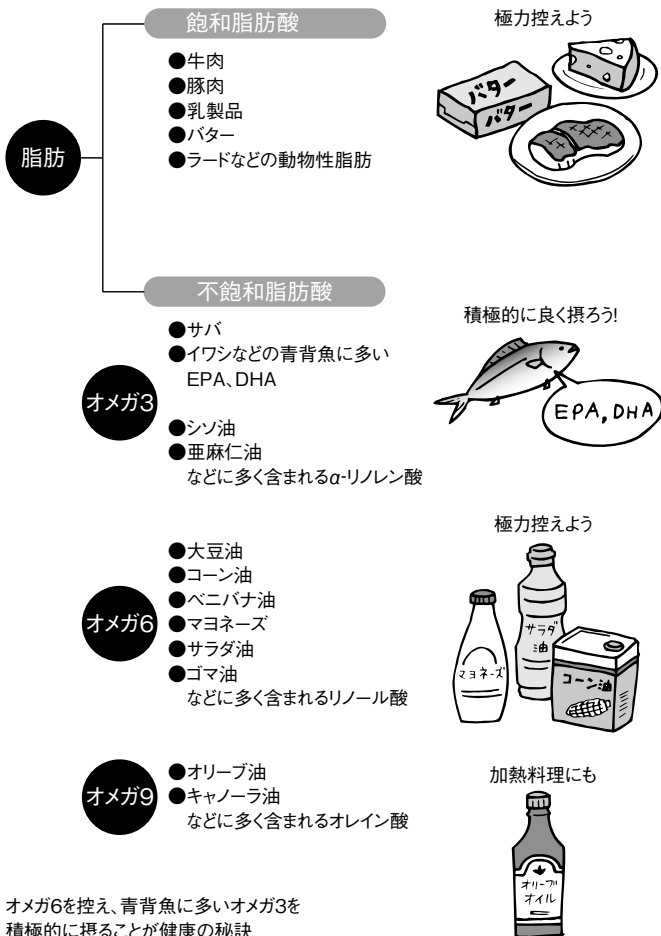 飽和脂肪酸
極力控えよう
●牛肉
●豚肉
●乳製品
●バター
●ラードなどの動物性脂肪
バター
バター
脂肪
不飽和脂肪酸
積極的に良く摂ろう!
●サバ
●イワシなどの青背魚に多い
EPA、DHA
オメガ3
EPA, DHA
●シソ油
●亜麻仁油
などに多く含まれるα-リノレン酸
極力控えよう
●大豆油
●コーン油
●ベニバナ油
●マヨネーズ
●サラダ油
●ゴマ油
などに多く含まれるリノール酸
オメガ6
サラダ
油
マヨネーズ
コーン油
オメガ9
●オリーブ油
●キャノーラ油
などに多く含まれるオレイン酸
加熱料理にも
オリーブ
オイル
オメガ6を控え、青背魚に多いオメガ3を
積極的に摂ることが健康の秘訣